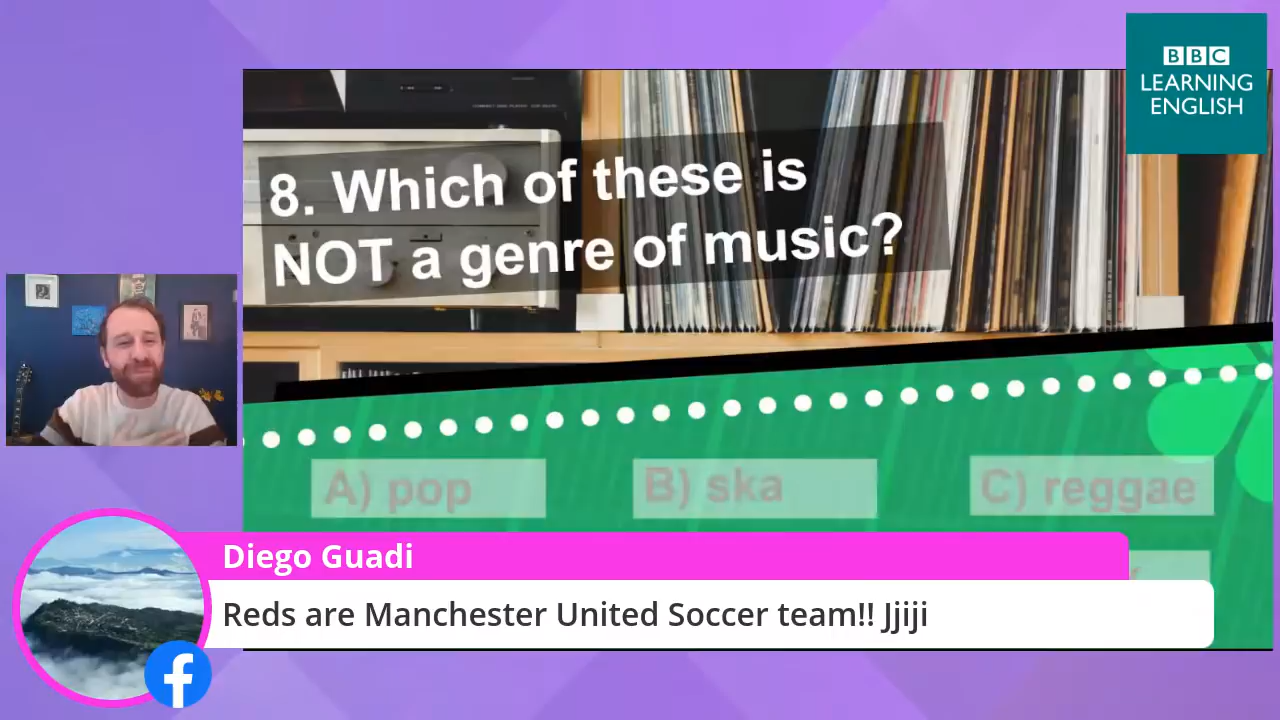 BBC
LEARNING
ENGLISH
8. Which of these is
NOT a genre of music?
A) pop
B) ska
C) reggae
Diego Guadi
Reds are Manchester United Soccer team!! Jjiji